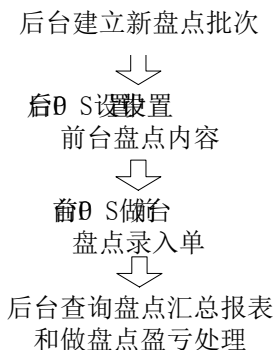 后台建立新盘点批次
设置
前台盘点内容
S做
盘点录入单
后台查询盘点汇总报表
和做盘点盈亏处理